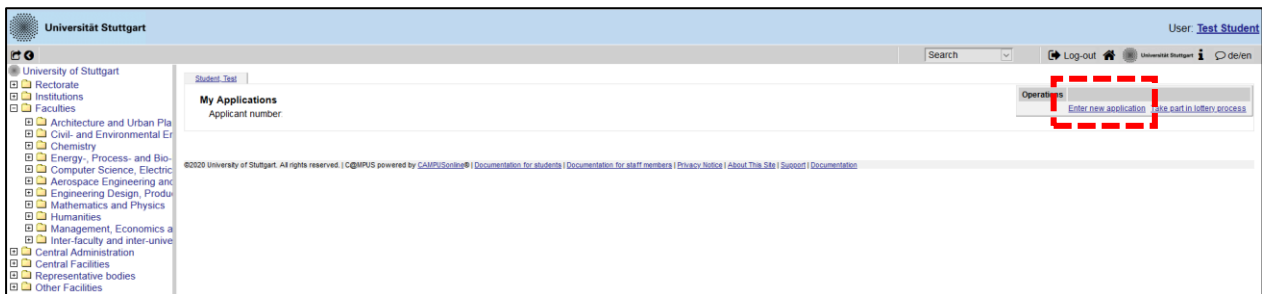 Universität Stuttgart
User: Test Student
Search
Log-out
Universität Stuttgart
de/en
University of Stuttgart
Rectorate
Institutions
Faculties
Architecture and Urban Pla
Civil- and Environmental Er
Chemistry
Energy-, Process- and Bio-
Computer Science, Electric
Aerospace Engineering and
Engineering Design, Produ
Mathematics and Physics
Humanities
Management, Economics a
Inter-faculty and inter-unive
Central Administration
Central Facilities
Representative bodies
Other Facilities
Student, Test
My Applications
Applicant number
Operations
Enter new application Take part in lottery process
©2020 University of Stuttgart. All rights reserved. | C@MPUS powered by CAMPUSonline® | Documentation for students | Documentation for staff members | Privacy Notice | About This Site | Support | Documentation